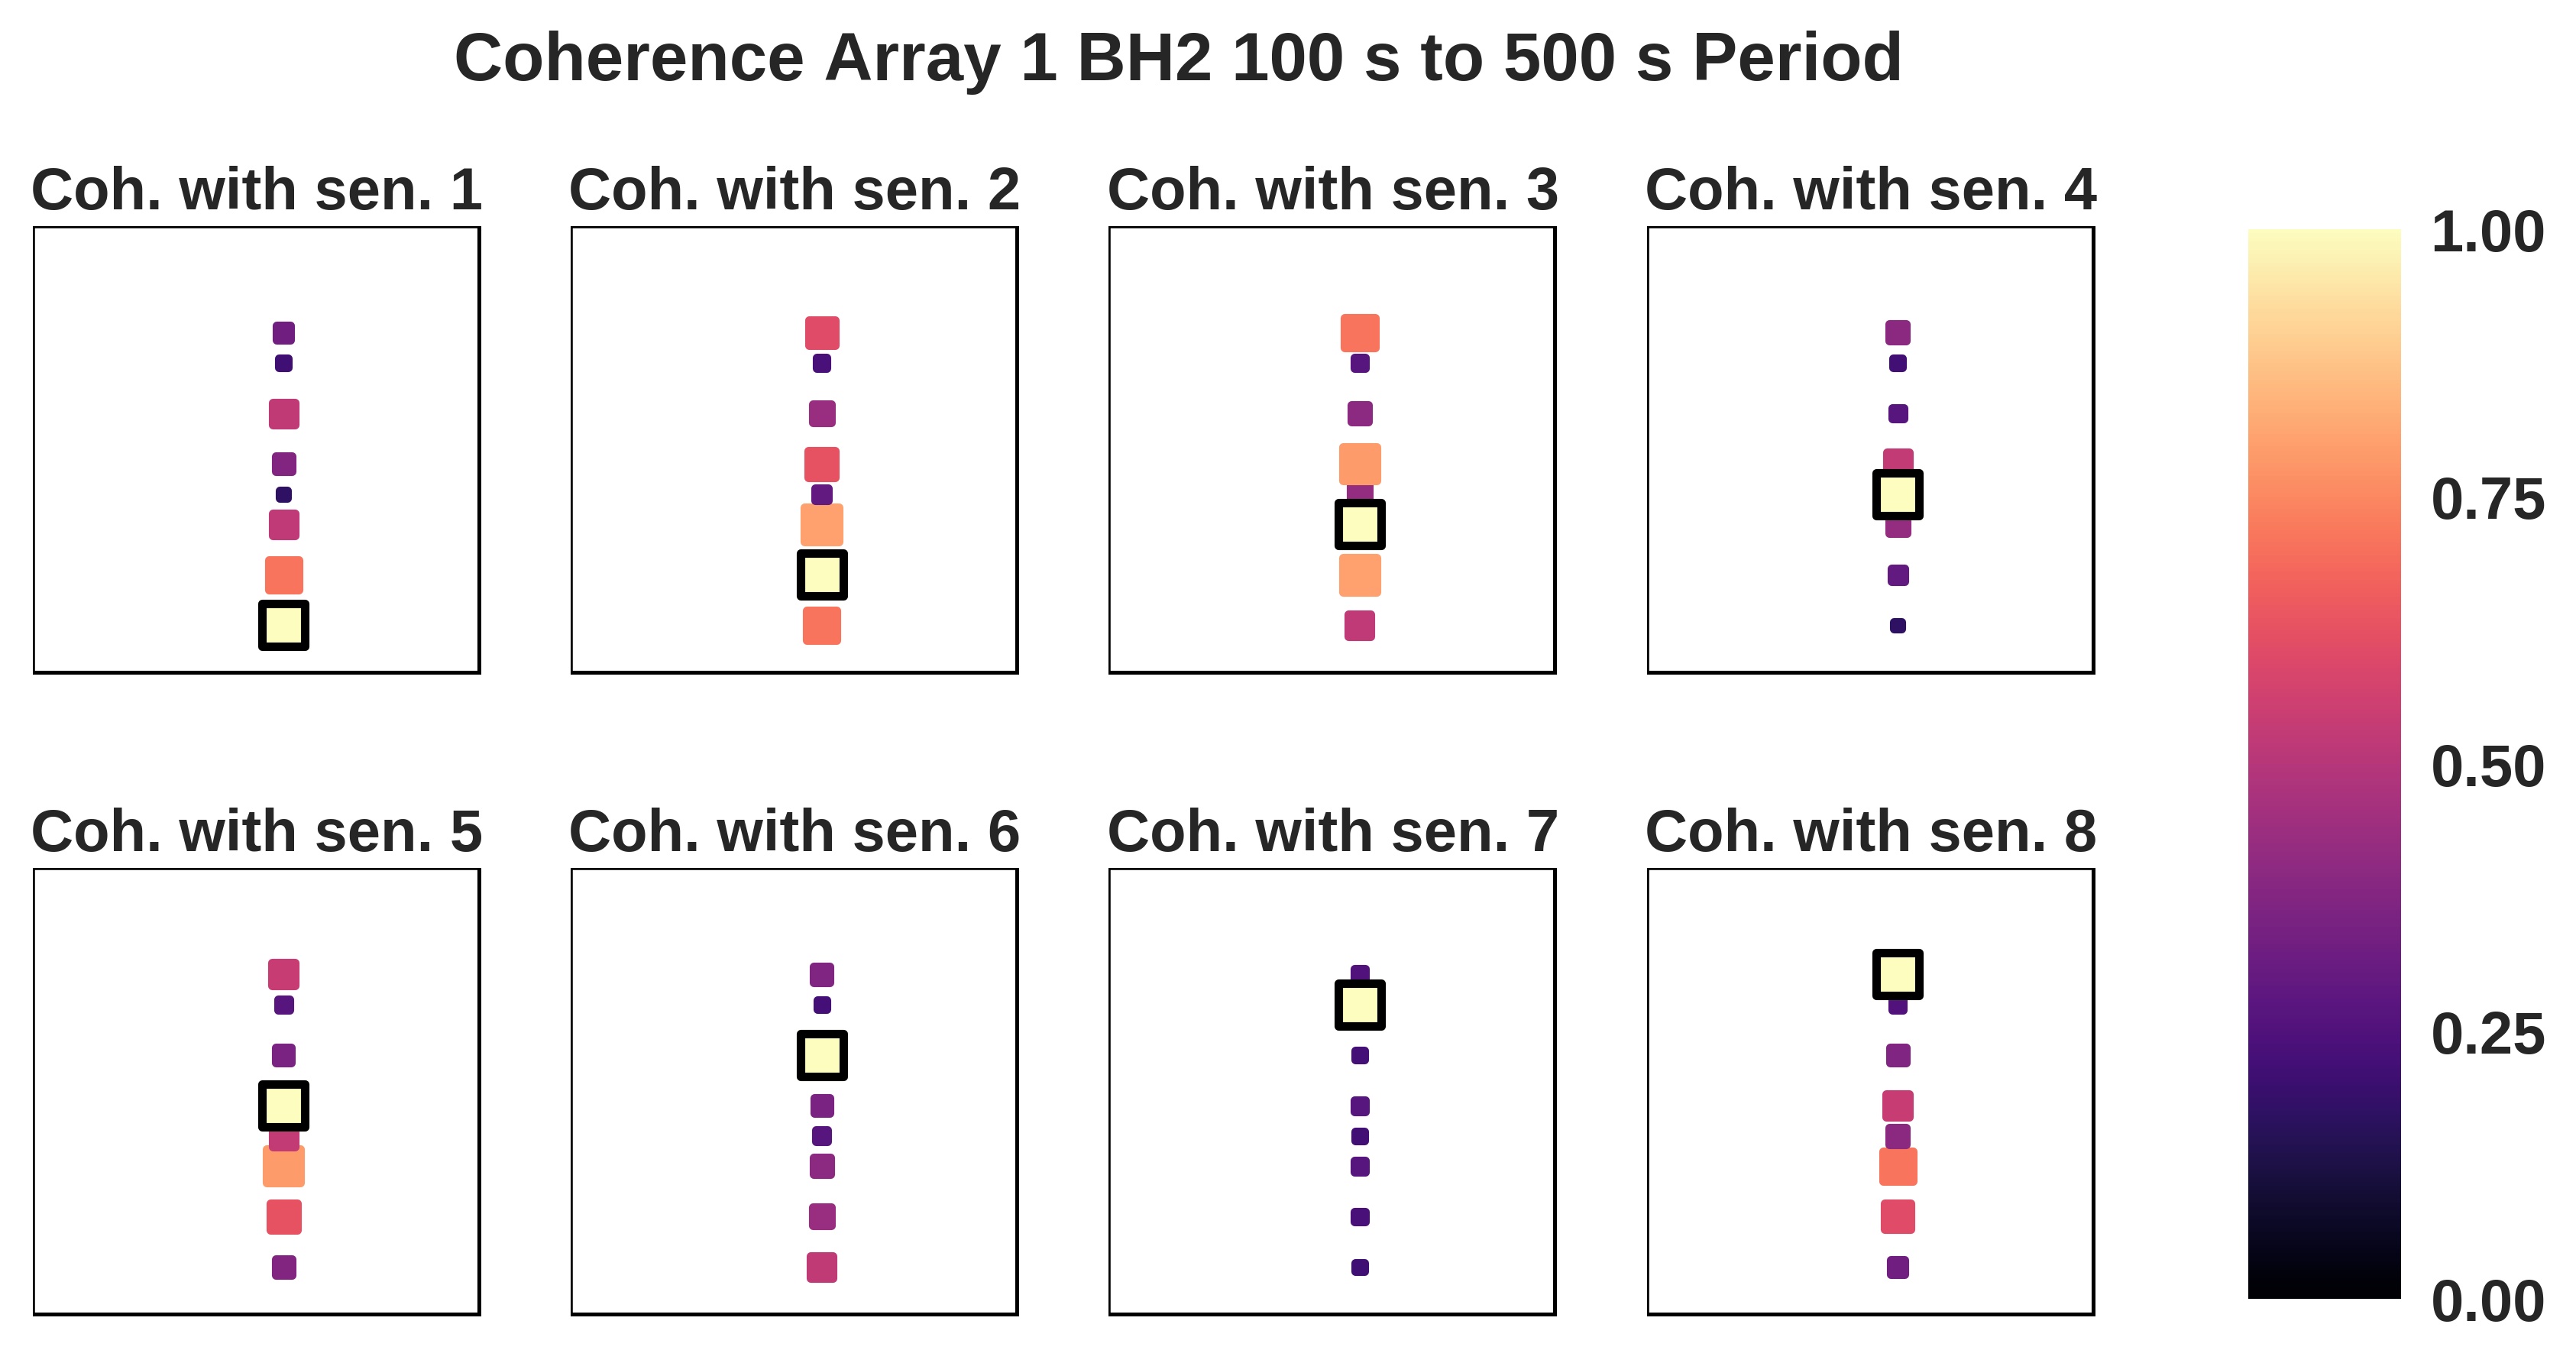 Coherence Array 1 BH2 100 s to 500 s Period
Coh. with sen. 1
Coh. with sen. 2
Coh. with sen. 3
Coh. with sen. 4
1.00
0.75
0.50
0.25
0.00
Coh. with sen. 5
Coh. with sen. 6
Coh. with sen. 7
Coh. with sen. 8